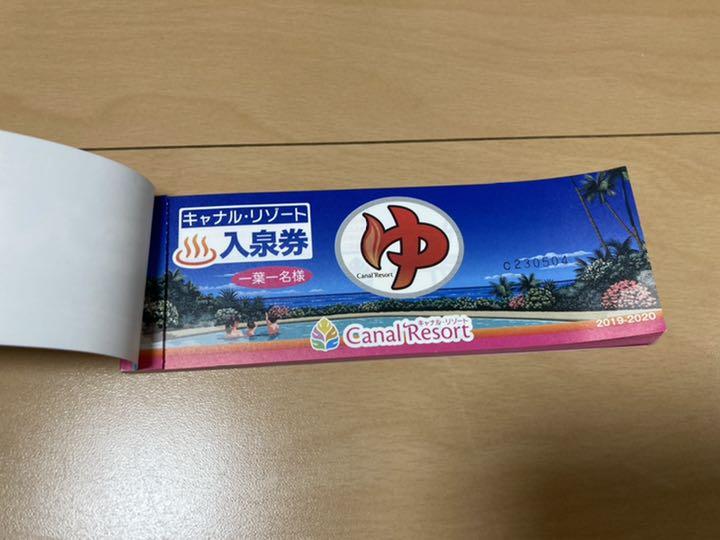 キャナル・リゾート
入泉券
一葉一名様
ゆ
Canal Resort
C230504
キャナル・リゾート
Canal Resort
2019-2020